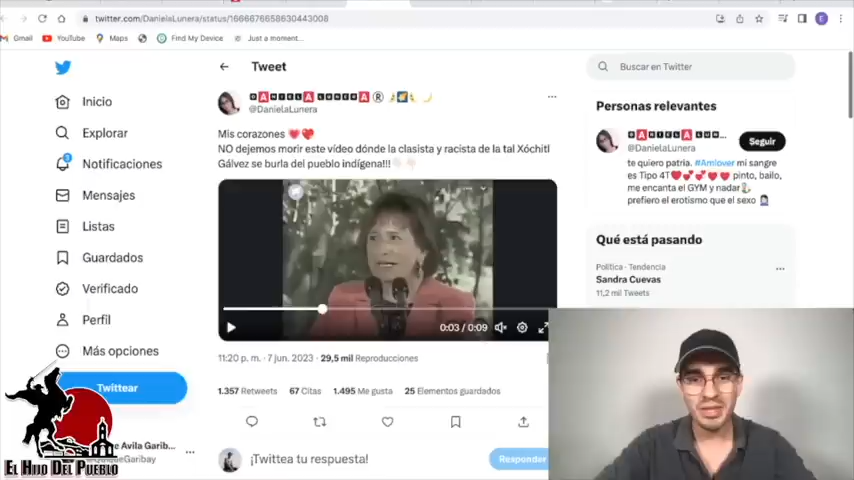 twitter.com/DanielaLunera/status/1666676658630443008
Gmail
YouTube
Maps
Find My Device
Just a moment...
E
Tweet
Buscar en Twitter
Inicio
Explorar
Notificaciones
Mensajes
Listas
Guardados
Verificado
Perfil
Más opciones
Twittear
@DanielaLunera
Mis corazones
NO dejemos morir este vídeo dónde la clasista y racista de la tal Xóchitl
Gálvez se burla del pueblo indígena!!!
0:03 / 0:09
11:20 p. m. · 7 jun. 2023 · 29,5 mil Reproducciones
1.357 Retweets 67 Citas 1.495 Me gusta 25 Elementos guardados
¡Twittea tu respuesta!
Responder
Personas relevantes
@DanielaLunera
Seguir
te quiero patria. #Amlover mi sangre
es Tipo 4T pinto, bailo,
me encanta el GYM y nadar
prefiero el erotismo que el sexo
Qué está pasando
Política · Tendencia
Sandra Cuevas
11,2 mil Tweets
Avila Garib...
Garibay
EL HIJO DEL PUEBLO